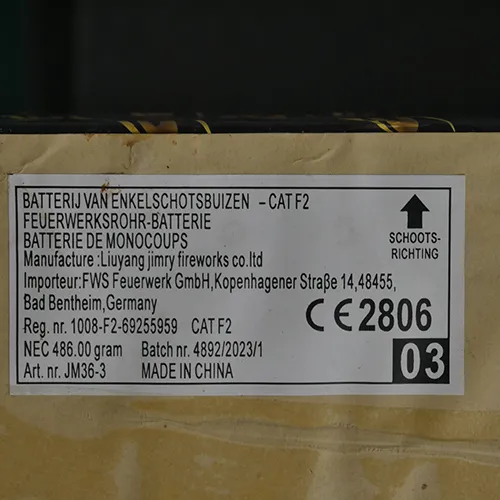 BATTERIJ VAN ENKELSCHOTSBUIZEN - CAT F2
FEUERWERKSROHR-BATTERIE
BATTERIE DE MONOCOUPS
SCHOOTS-
RICHTING
Manufacture :Liuyang jimry fireworks co.ltd
Importeur:FWS Feuerwerk GmbH,Kopenhagener Straße 14,48455,
Bad Bentheim,Germany
CE2806
Reg. nr. 1008-F2-69255959 CAT F2
NEC 486.00 gram Batch nr. 4892/2023/1
03
Art. nr. JM36-3 MADE IN CHINA